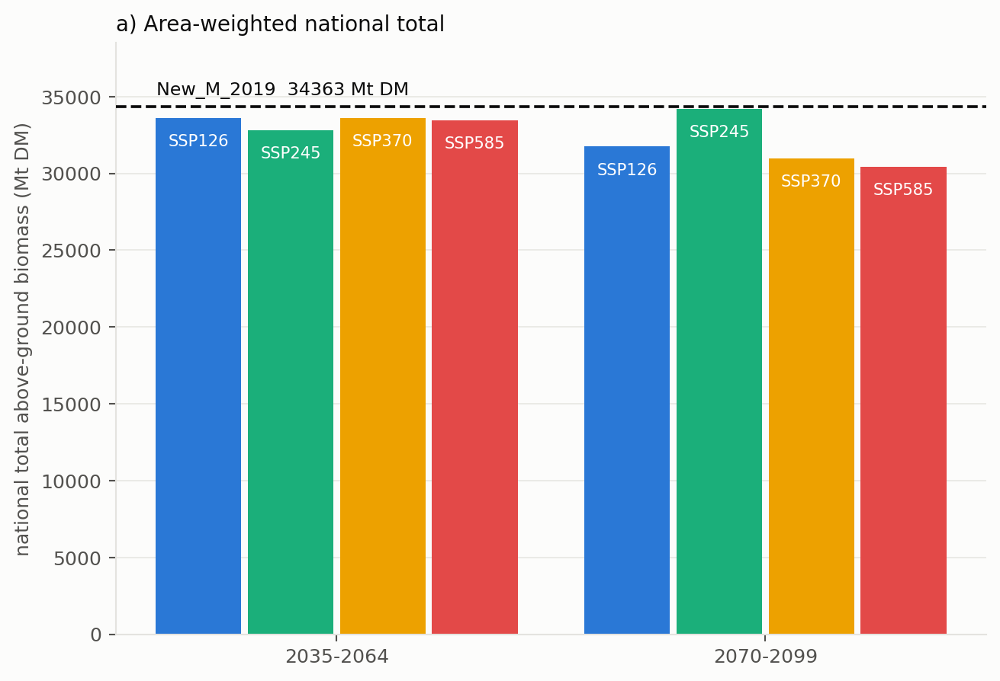 a) Area-weighted national total
New_M_2019 34363 Mt DM
national total above-ground biomass (Mt DM)
35000
30000
25000
20000
15000
10000
5000
0
SSP126
SSP245
SSP370
SSP585
SSP126
SSP245
SSP370
SSP585
2035-2064
2070-2099